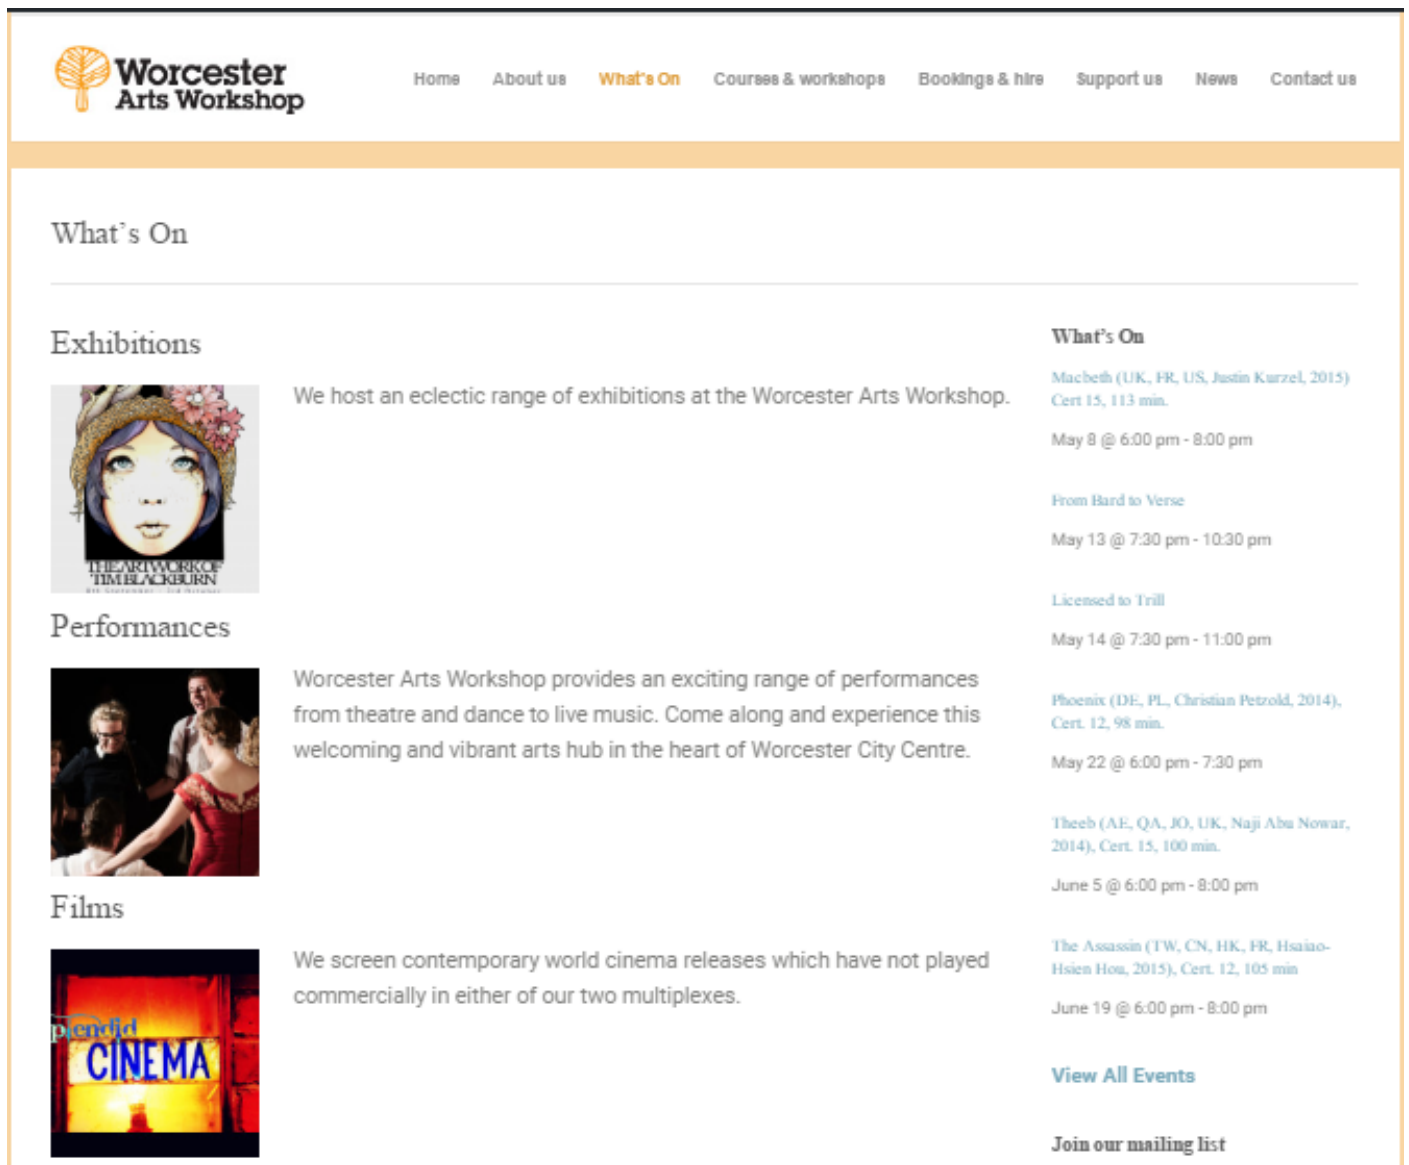 Worcester
Arts Workshop
Home About us What's On Courses & workshops Bookings & hire Support us News Contact us
What's On
Exhibitions
We host an eclectic range of exhibitions at the Worcester Arts Workshop.
THE ARTWORK OF
TIM BLACKBURN
8th September - 3rd October
Performances
Worcester Arts Workshop provides an exciting range of performances
from theatre and dance to live music. Come along and experience this
welcoming and vibrant arts hub in the heart of Worcester City Centre.
Films
We screen contemporary world cinema releases which have not played
commercially in either of our two multiplexes.
plendid
CINEMA
What's On
Macbeth (UK, FR, US, Justin Kurzel, 2015)
Cert 15, 113 min.
May 8 @ 6:00 pm - 8:00 pm
From Bard to Verse
May 13 @ 7:30 pm - 10:30 pm
Licensed to Trill
May 14 @ 7:30 pm - 11:00 pm
Phoenix (DE, PL, Christian Petzold, 2014),
Cert. 12, 98 min.
May 22 @ 6:00 pm - 7:30 pm
Theeb (AE, QA, JO, UK, Naji Abu Nowar,
2014), Cert. 15, 100 min.
June 5 @ 6:00 pm - 8:00 pm
The Assassin (TW, CN, HK, FR, Hsaiao-
Hsien Hou, 2015), Cert. 12, 105 min
June 19 @ 6:00 pm - 8:00 pm
View All Events
Join our mailing list